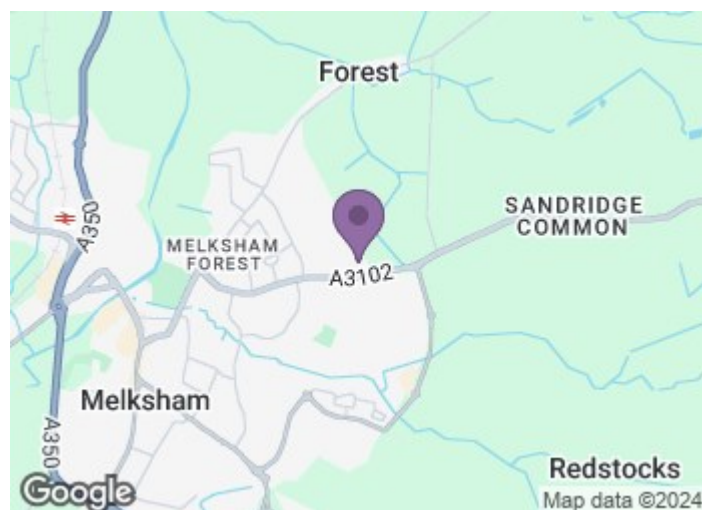 Forest
A350
SANDRIDGE
COMMON
MELKSHAM
FOREST
A3102
Melksham
A350
Redstocks
Google
Map data ©2024